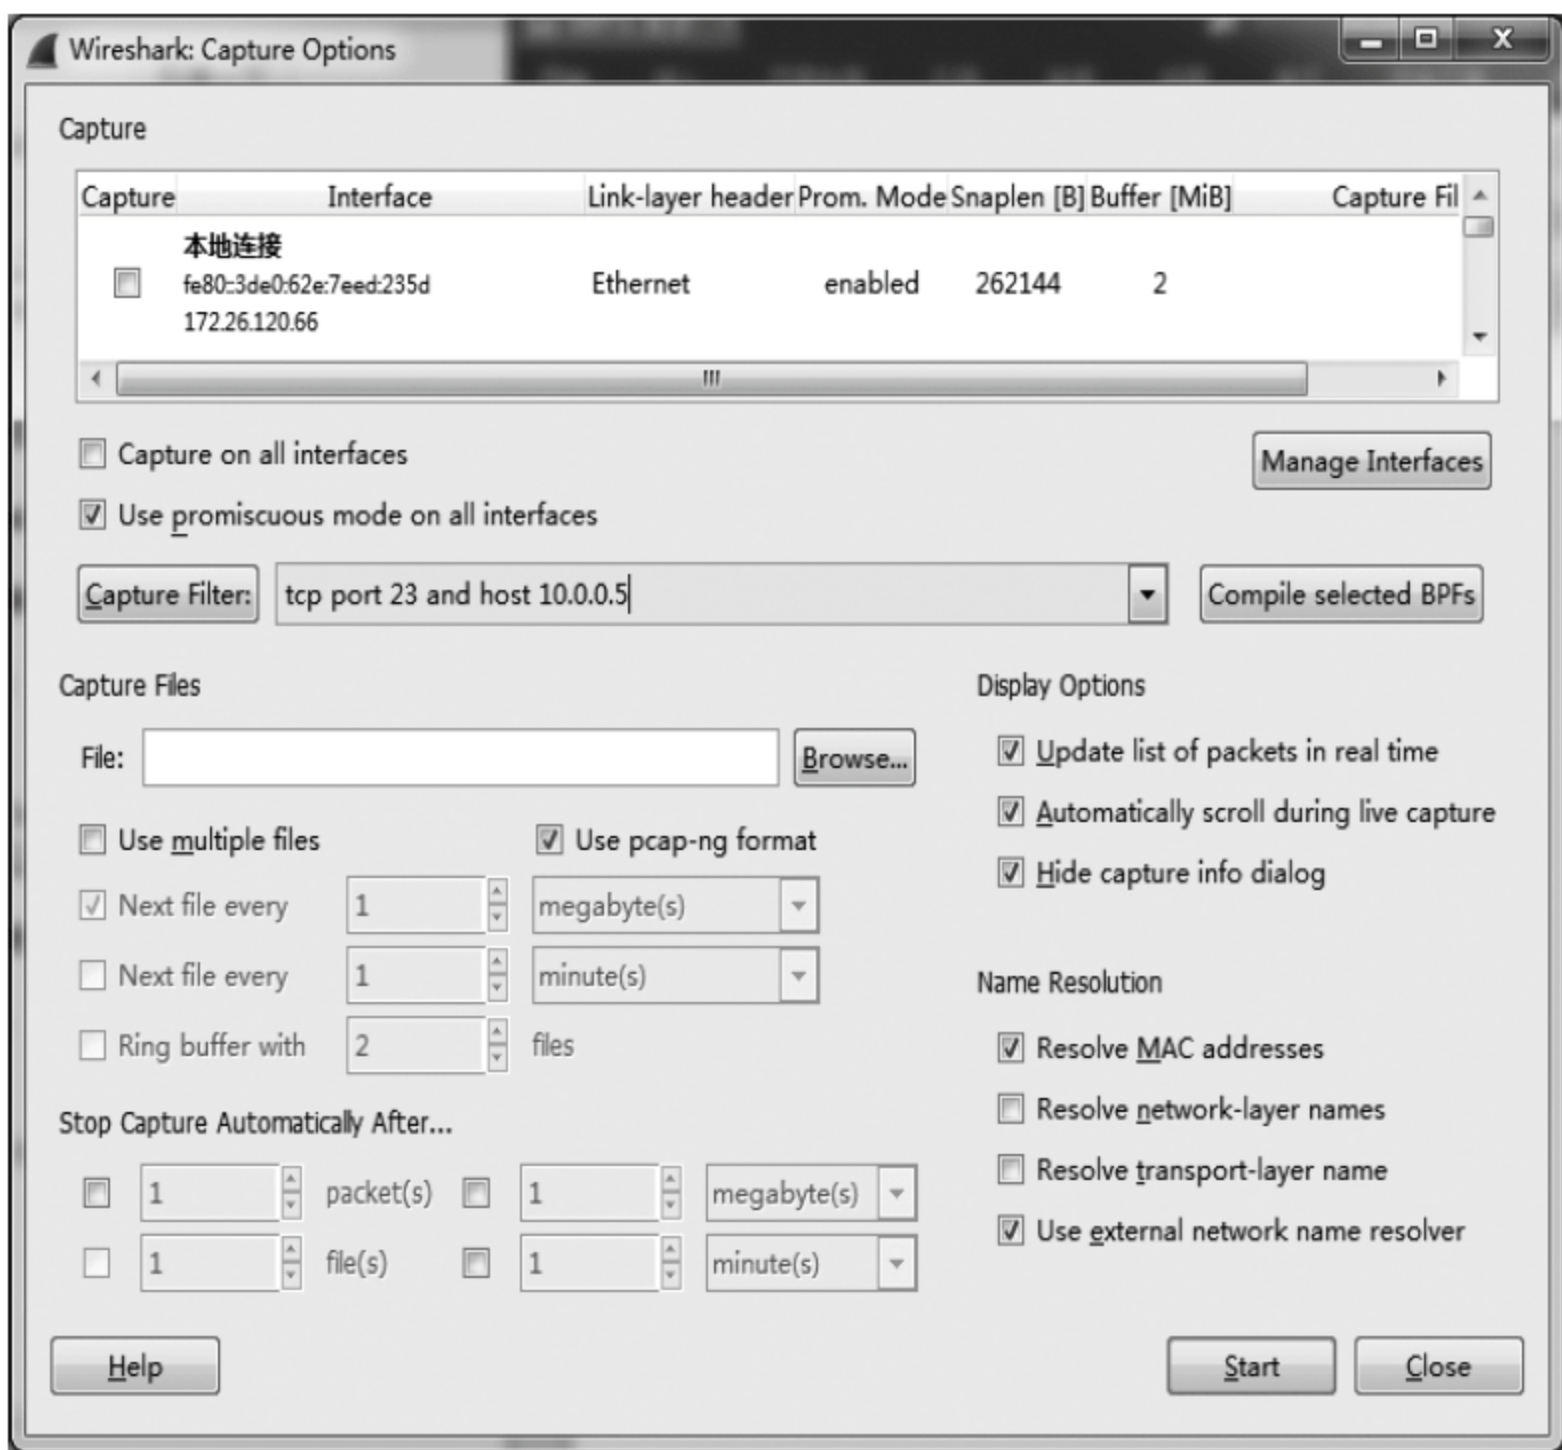 Wireshark: Capture Options
Capture
Capture Interface Link-layer header Prom. Mode Snaplen [B] Buffer [MiB] Capture Fil
本地连接
fe80::3de0:62e:7eed:235d Ethernet enabled 262144 2
172.26.120.66
Capture on all interfaces Manage Interfaces
Use promiscuous mode on all interfaces
Capture Filter: tcp port 23 and host 10.0.0.5 Compile selected BPFs
Capture Files
File: Browse...
Use multiple files Use pcap-ng format
Next file every 1 megabyte(s)
Next file every 1 minute(s)
Ring buffer with 2 files
Stop Capture Automatically After...
1 packet(s) 1 megabyte(s)
1 file(s) 1 minute(s)
Display Options
Update list of packets in real time
Automatically scroll during live capture
Hide capture info dialog
Name Resolution
Resolve MAC addresses
Resolve network-layer names
Resolve transport-layer name
Use external network name resolver
Help Start Close